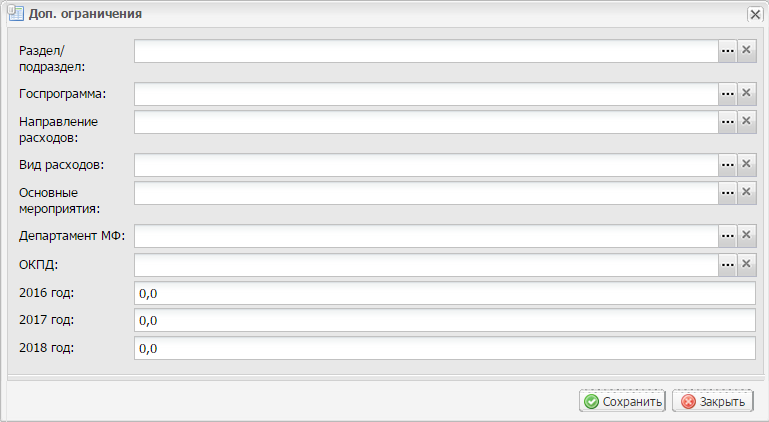 Доп. ограничения
Раздел/
подраздел:
Госпрограмма:
Направление
расходов:
Вид расходов:
Основные
мероприятия:
Департамент МФ:
ОКПД:
2016 год: 0,0
2017 год: 0,0
2018 год: 0,0
Сохранить Закрыть